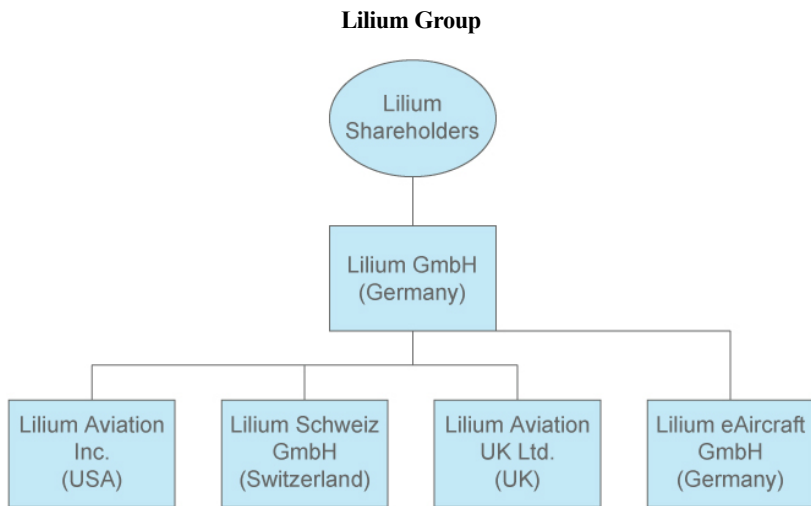 Lilium Group
Lilium
Shareholders
Lilium GmbH
(Germany)
Lilium Aviation
Inc.
(USA)
Lilium Schweiz
GmbH
(Switzerland)
Lilium Aviation
UK Ltd.
(UK)
Lilium eAircraft
GmbH
(Germany)